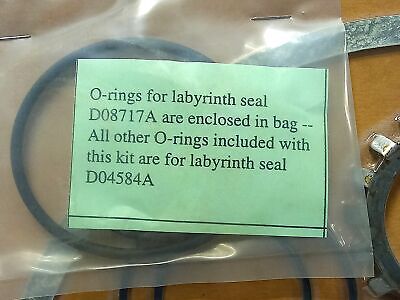 O-rings for labyrinth seal
D08717A are enclosed in bag --
All other O-rings included with
this kit are for labyrinth seal
D04584A